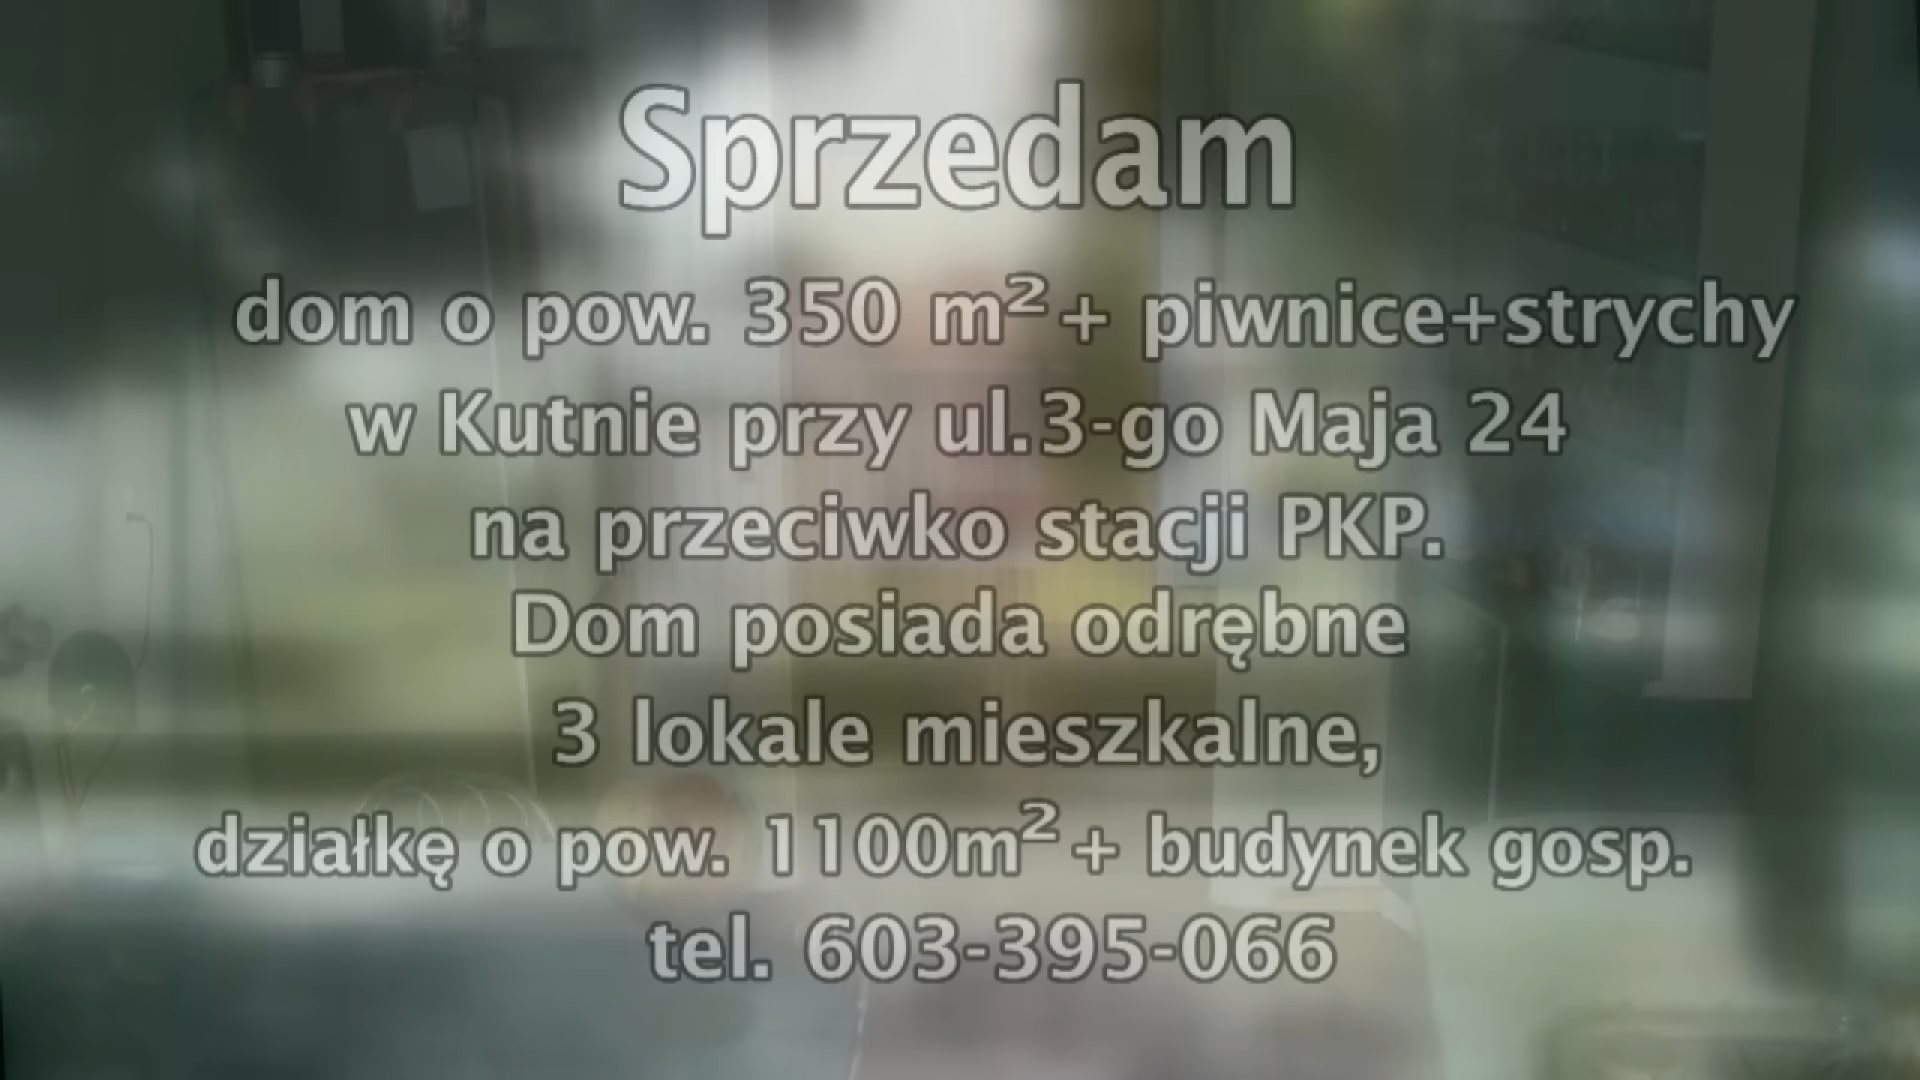 Sprzedam
dom o pow. 350 m²+ piwnice+strychy
w Kutnie przy ul.3-go Maja 24
na przeciwko stacji PKP.
Dom posiada odrębne
3 lokale mieszkalne,
działkę o pow. 1100m²+ budynek gosp.
tel. 603-395-066